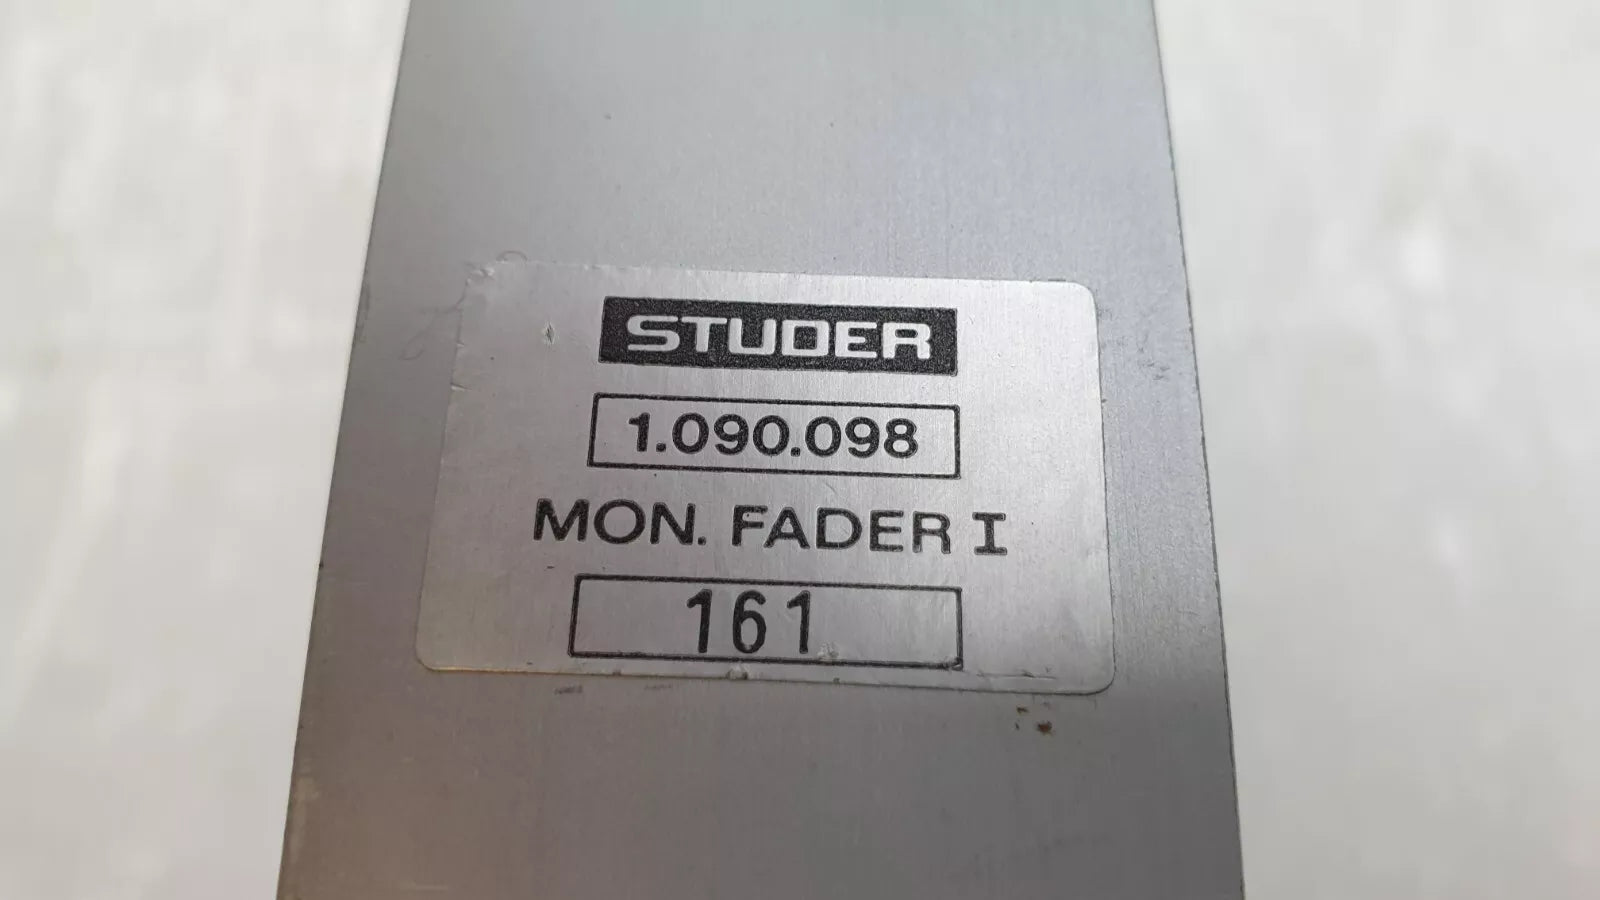 STUDER
1.090.098
MON. FADER I
161